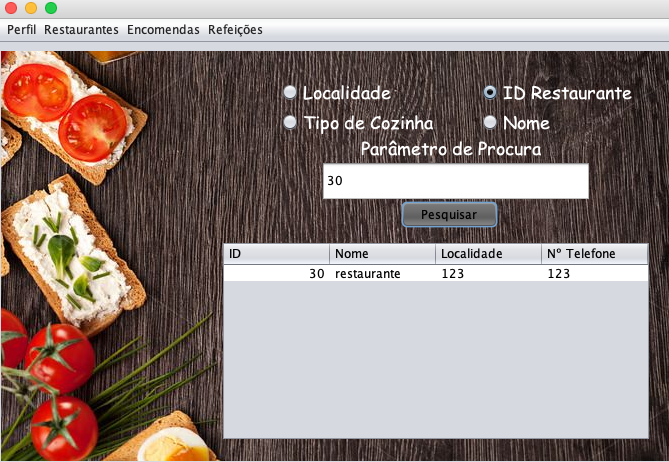 Perfil Restaurantes Encomendas Refeições
Localidade ID Restaurante
Tipo de Cozinha Nome
Parâmetro de Procura
30
Pesquisar
ID Nome Localidade Nº Telefone
30 restaurante 123 123